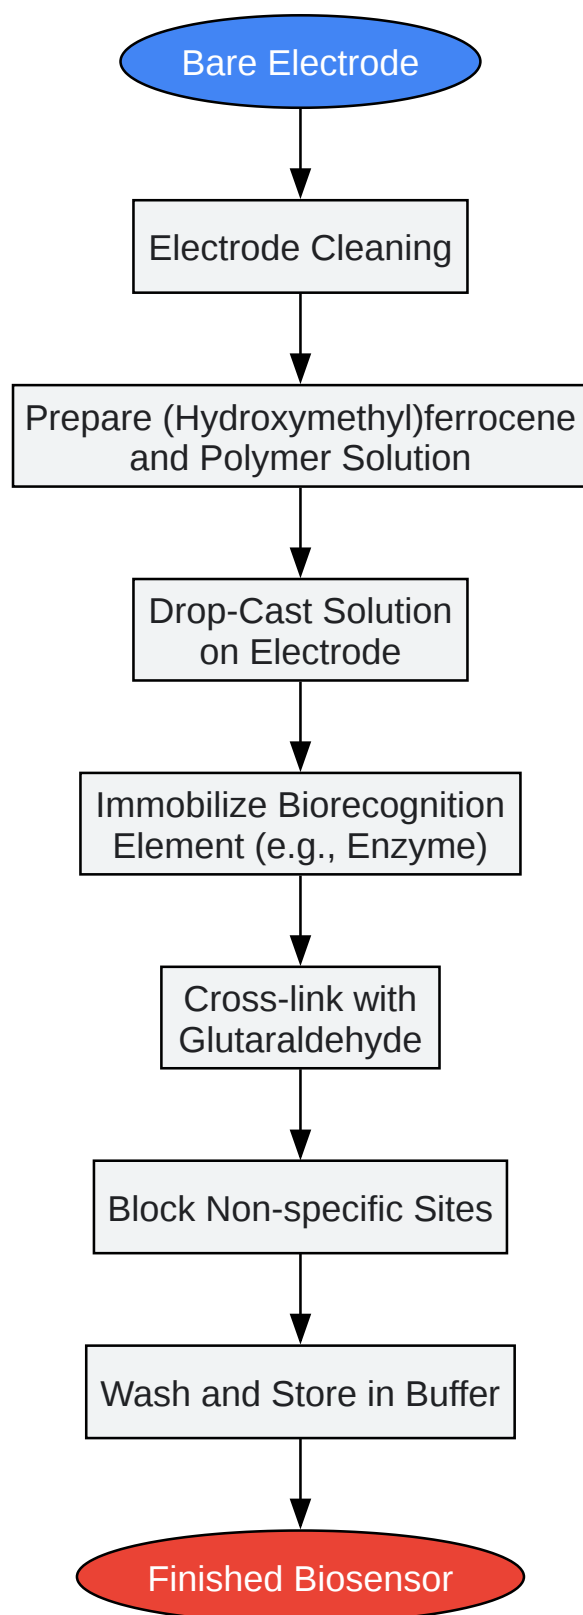 Bare Electrode
Electrode Cleaning
Prepare (Hydroxymethyl)ferrocene
and Polymer Solution
Drop-Cast Solution
on Electrode
Immobilize Biorecognition
Element (e.g., Enzyme)
Cross-link with
Glutaraldehyde
Block Non-specific Sites
Wash and Store in Buffer
Finished Biosensor